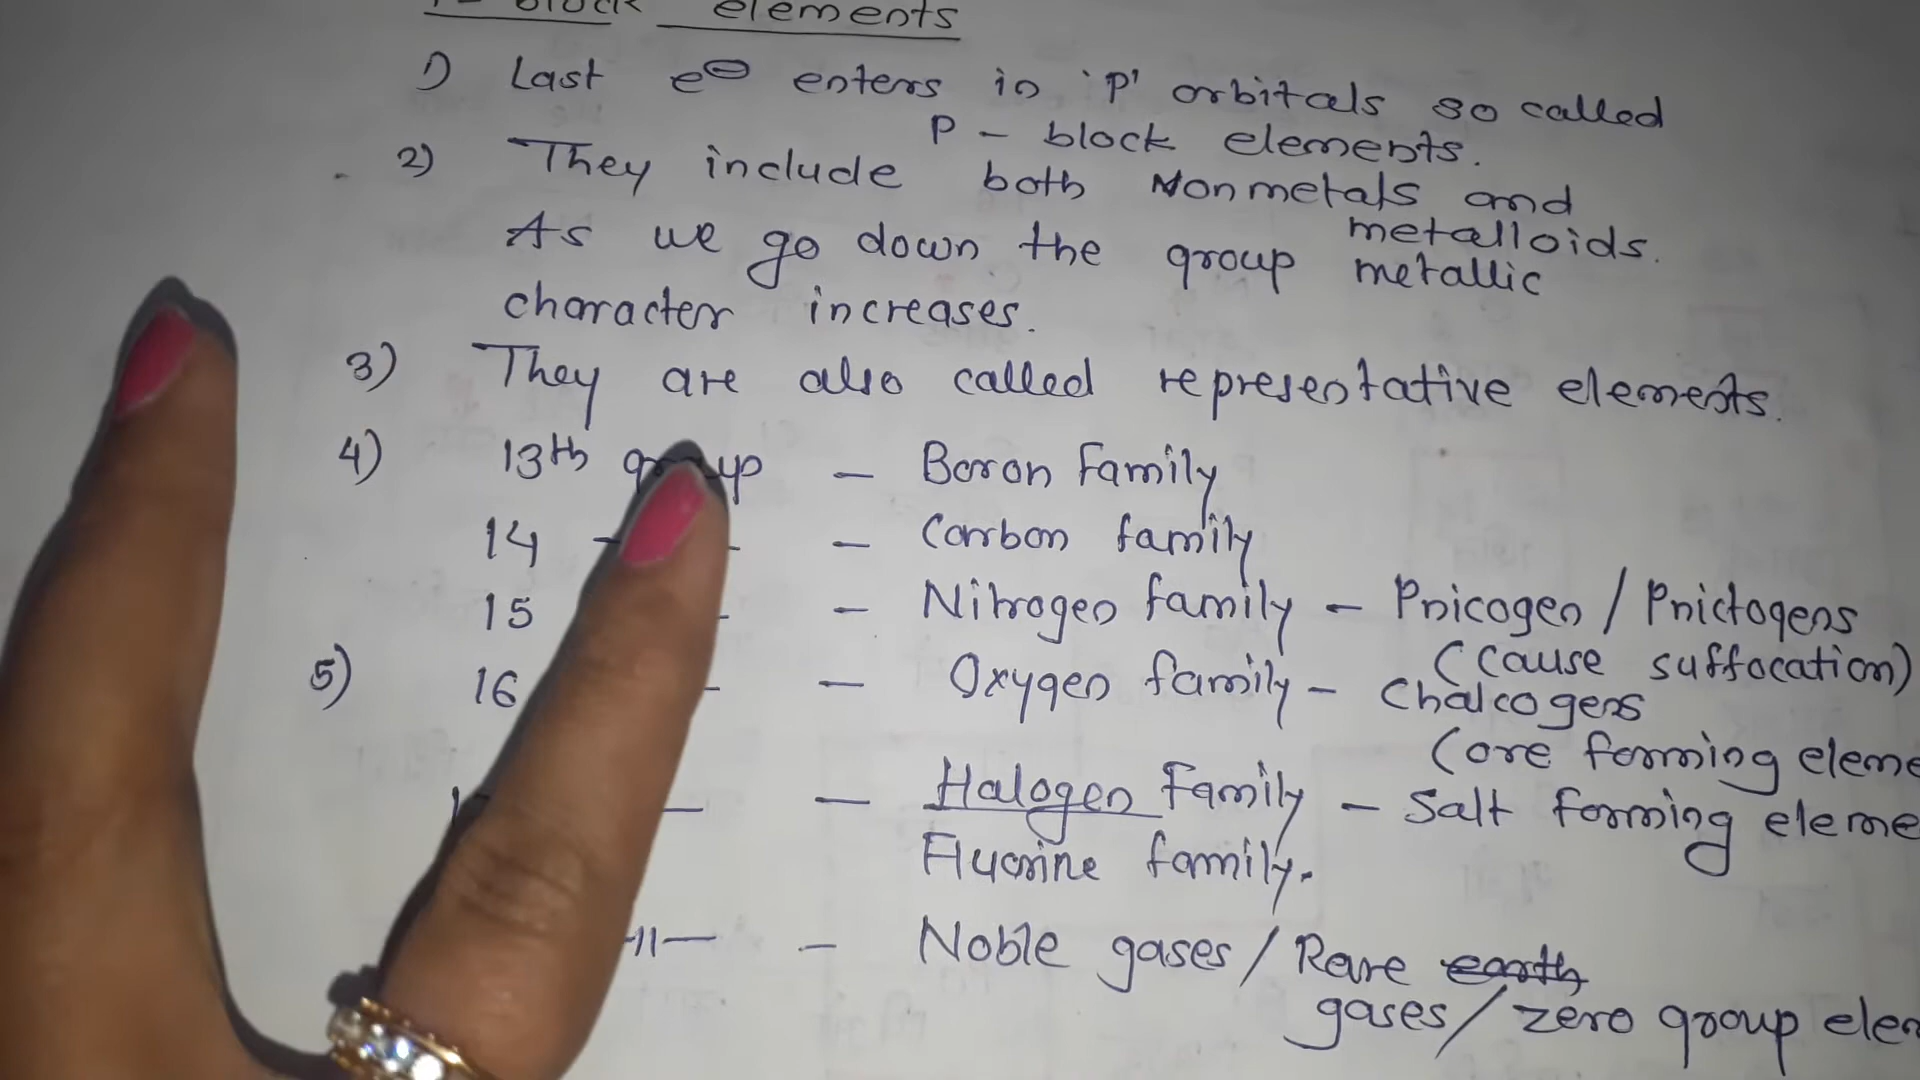 block elements
1) Last e⊖ enters in 'P' orbitals so called
P - block elements.
2) They include both Nonmetals and
metalloids.
As we go down the group metallic
character increases.
3) They are also called representative elements.
4) 13th group - Boron family
14 - Carbon family
15 - Nitrogen family - Pnicogen / Pnictogens
(cause suffocation)
5) 16 - Oxygen family - Chalcogens
(ore forming
- Halogen Family - Salt forming
Fluorine family.
-11- - Noble gases / Rare earth
gases / zero group